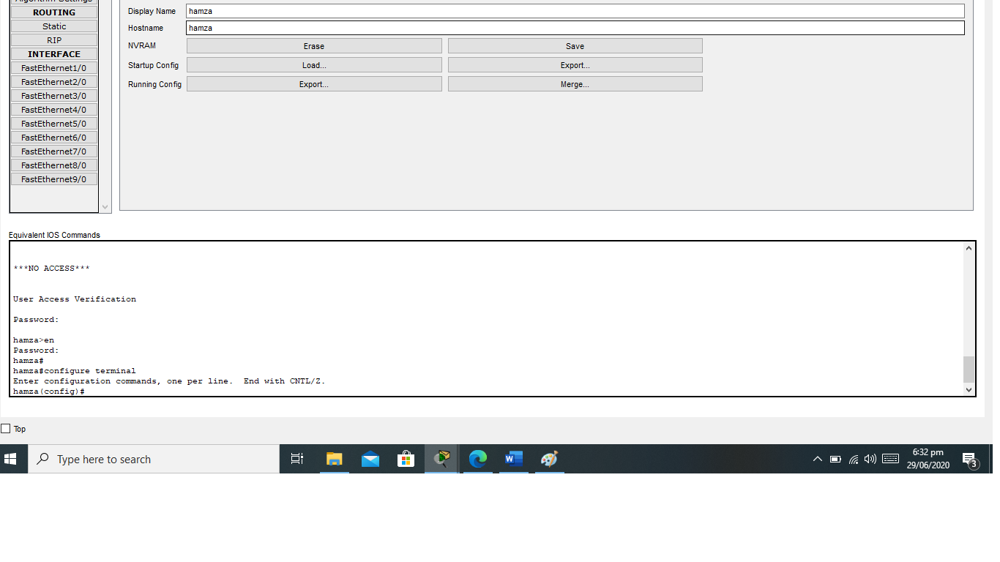 Algorithm Settings
ROUTING
Static
RIP
INTERFACE
FastEthernet1/0
FastEthernet2/0
FastEthernet3/0
FastEthernet4/0
FastEthernet5/0
FastEthernet6/0
FastEthernet7/0
FastEthernet8/0
FastEthernet9/0
Display Name hamza
Hostname hamza
NVRAM Erase Save
Startup Config Load... Export...
Running Config Export... Merge...
Equivalent IOS Commands
***NO ACCESS***
User Access Verification
Password:
hamza>en
Password:
hamza#
hamza#configure terminal
Enter configuration commands, one per line.  End with CNTL/Z.
hamza(config)#
Top
Type here to search
6:32 pm
29/06/2020
3